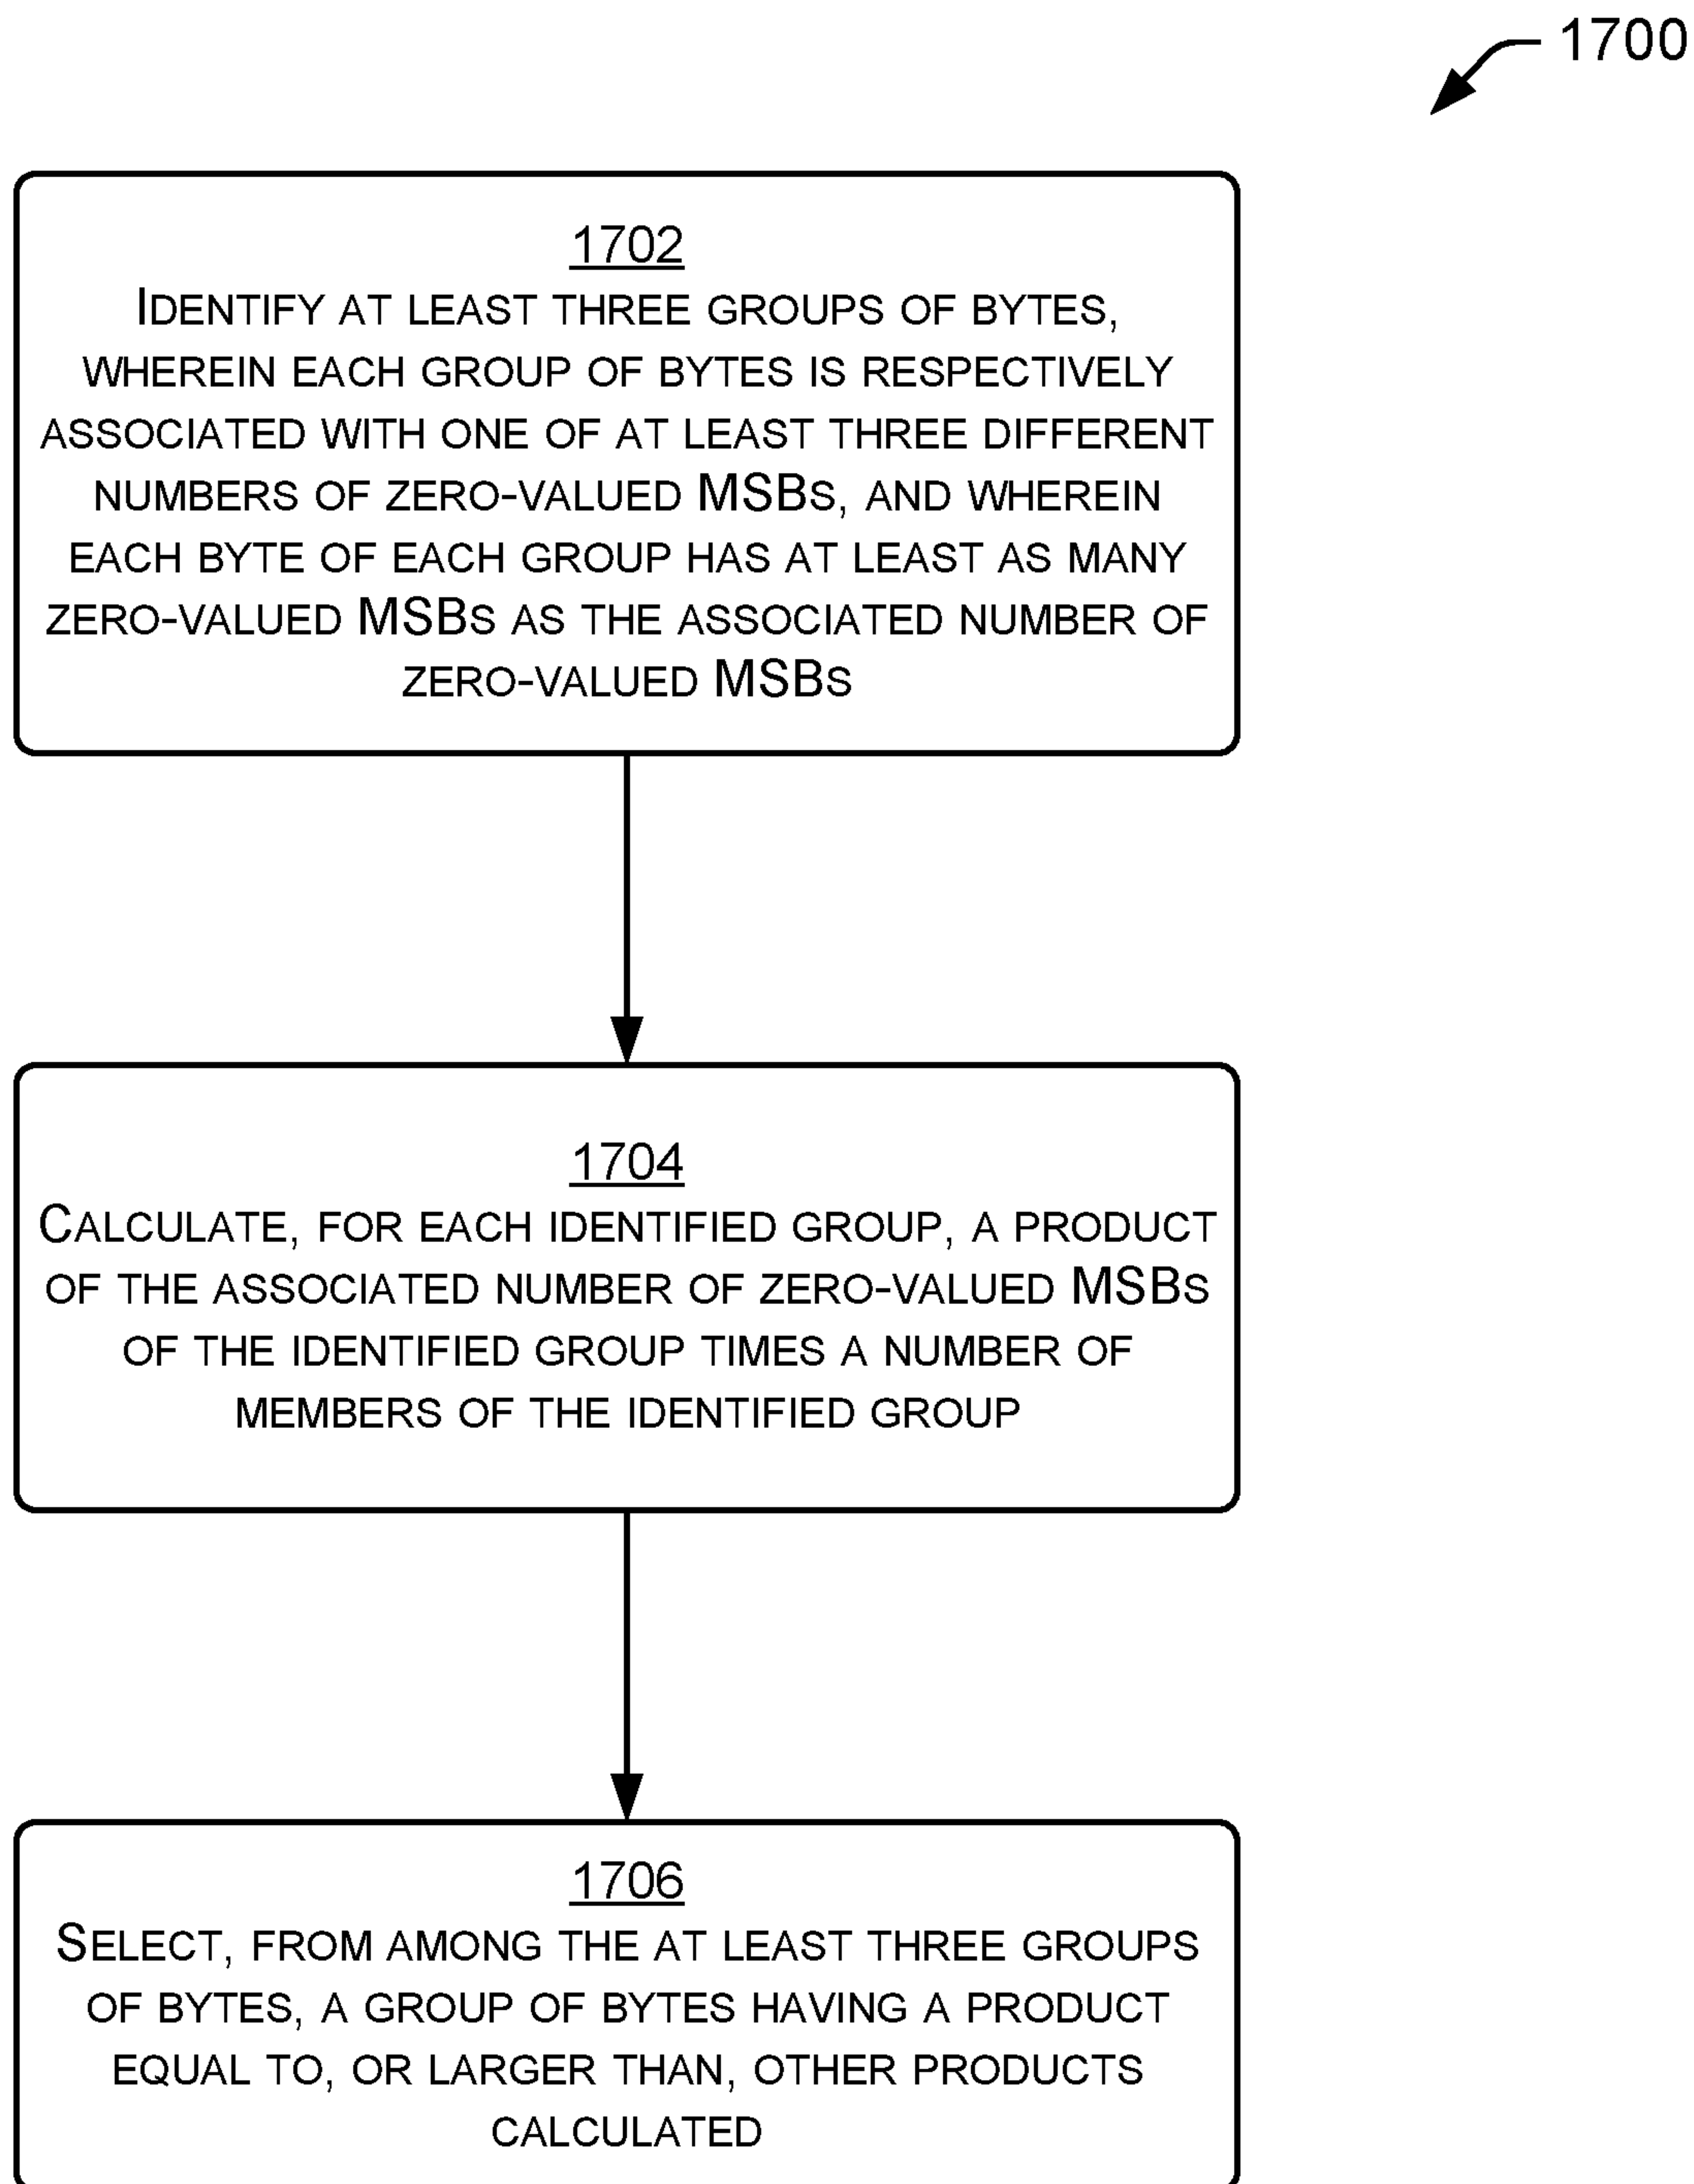 1700
1702
IDENTIFY AT LEAST THREE GROUPS OF BYTES,
WHEREIN EACH GROUP OF BYTES IS RESPECTIVELY
ASSOCIATED WITH ONE OF AT LEAST THREE DIFFERENT
NUMBERS OF ZERO-VALUED MSBS, AND WHEREIN
EACH BYTE OF EACH GROUP HAS AT LEAST AS MANY
ZERO-VALUED MSBS AS THE ASSOCIATED NUMBER OF
ZERO-VALUED MSBS
1704
CALCULATE, FOR EACH IDENTIFIED GROUP, A PRODUCT
OF THE ASSOCIATED NUMBER OF ZERO-VALUED MSBS
OF THE IDENTIFIED GROUP TIMES A NUMBER OF
MEMBERS OF THE IDENTIFIED GROUP
1706
SELECT, FROM AMONG THE AT LEAST THREE GROUPS
OF BYTES, A GROUP OF BYTES HAVING A PRODUCT
EQUAL TO, OR LARGER THAN, OTHER PRODUCTS
CALCULATED